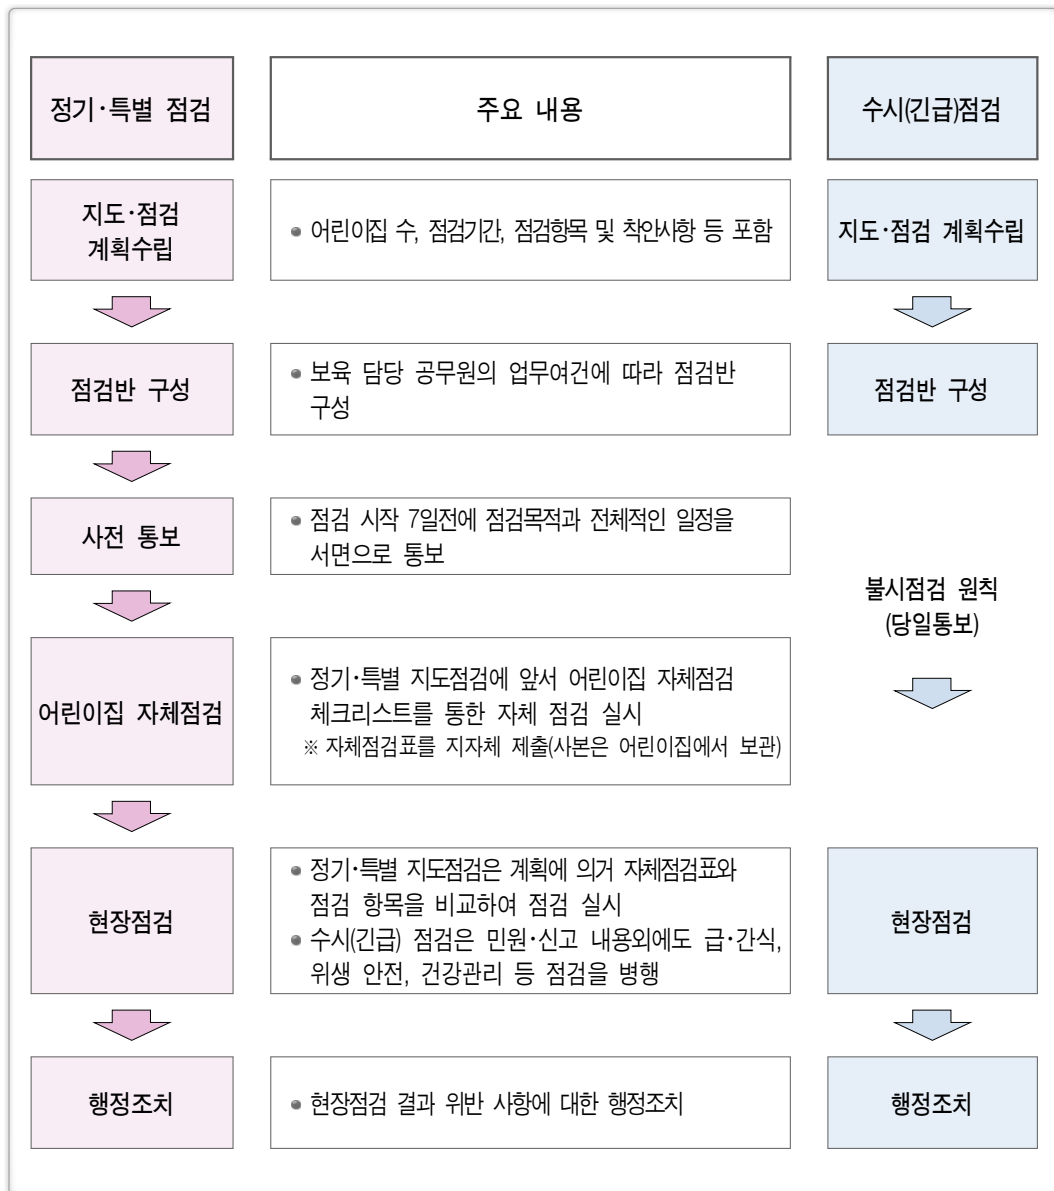 정기·특별 점검
주요 내용
수시(긴급)점검
지도·점검
계획수립
어린이집 수, 점검기간, 점검항목 및 착안사항 등 포함
지도·점검 계획수립
점검반 구성
보육 담당 공무원의 업무여건에 따라 점검반
구성
점검반 구성
사전 통보
점검 시작 7일전에 점검목적과 전체적인 일정을
서면으로 통보
불시점검 원칙
(당일통보)
어린이집 자체점검
정기·특별 지도점검에 앞서 어린이집 자체점검
체크리스트를 통한 자체 점검 실시
※ 자체점검표를 지자체 제출(사본은 어린이집에서 보관)
현장점검
정기·특별 지도점검은 계획에 의거 자체점검표와
점검 항목을 비교하여 점검 실시
수시(긴급) 점검은 민원·신고 내용외에도 급·간식,
위생 안전, 건강관리 등 점검을 병행
현장점검
행정조치
현장점검 결과 위반 사항에 대한 행정조치
행정조치